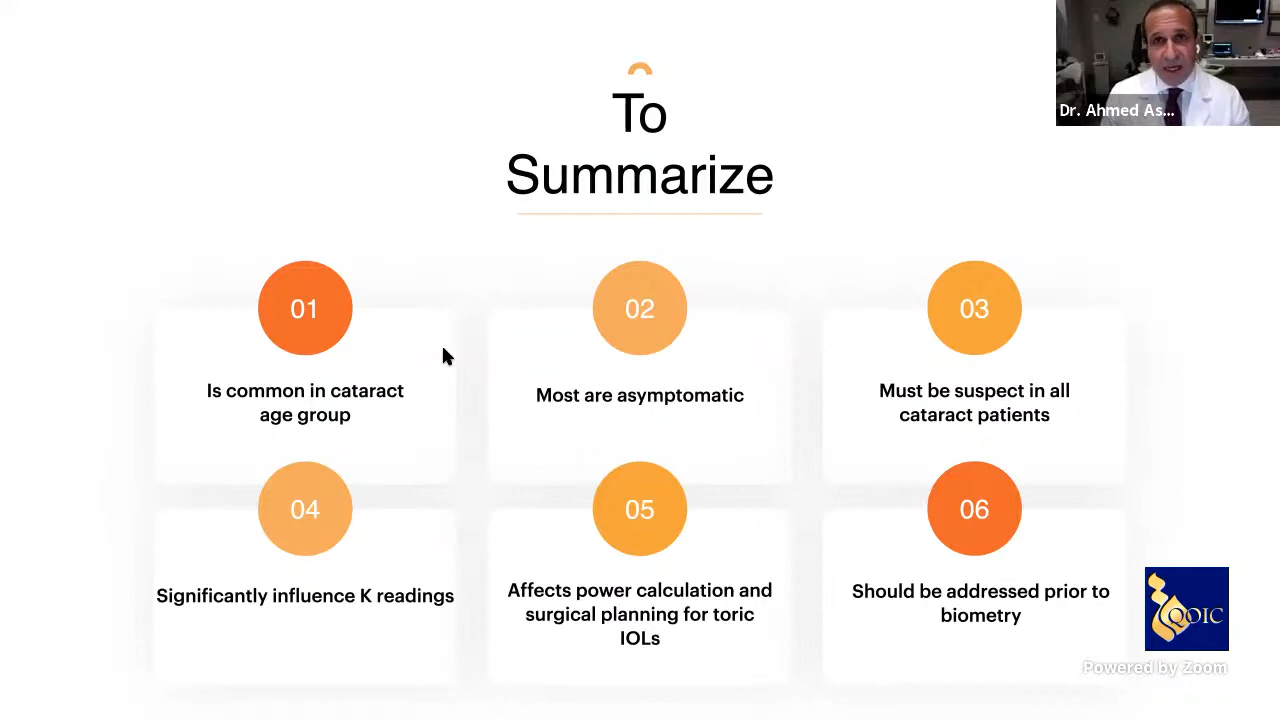 To
Summarize
Dr. Ahmed As...
01
Is common in cataract
age group
02
Most are asymptomatic
03
Must be suspect in all
cataract patients
04
Significantly influence K readings
05
Affects power calculation and
surgical planning for toric
IOLs
06
Should be addressed prior to
biometry
QOIC
Powered by Zoom